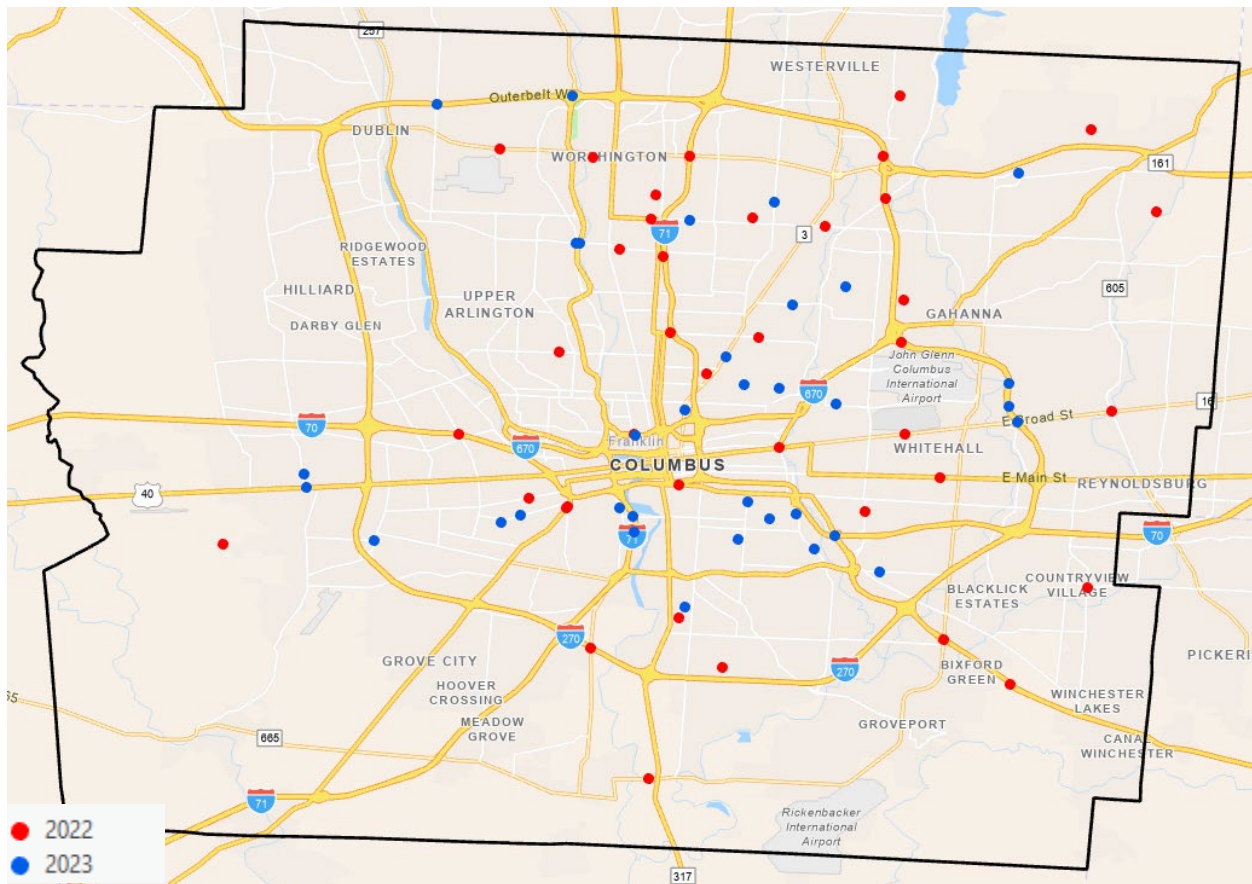 257
WESTERVILLE
Outerbelt W
DUBLIN
WORTHINGTON
161
3
71
RIDGEWOOD
ESTATES
HILLIARD
UPPER
ARLINGTON
605
DARBY GLEN
GAHANNA
John Glenn
Columbus
International
Airport
670
16
E Broad St
70
Franklin
670
WHITEHALL
COLUMBUS
E Main St
REYNOLDSBURG
40
71
70
COUNTRYVIEW
VILLAGE
BLACKLICK
ESTATES
270
GROVE CITY
270
BIXFORD
GREEN
PICKERI
HOOVER
CROSSING
WINCHESTER
LAKES
65
MEADOW
GROVE
GROVEPORT
665
CANAL
WINCHESTER
71
Rickenbacker
International
Airport
317
2022
2023